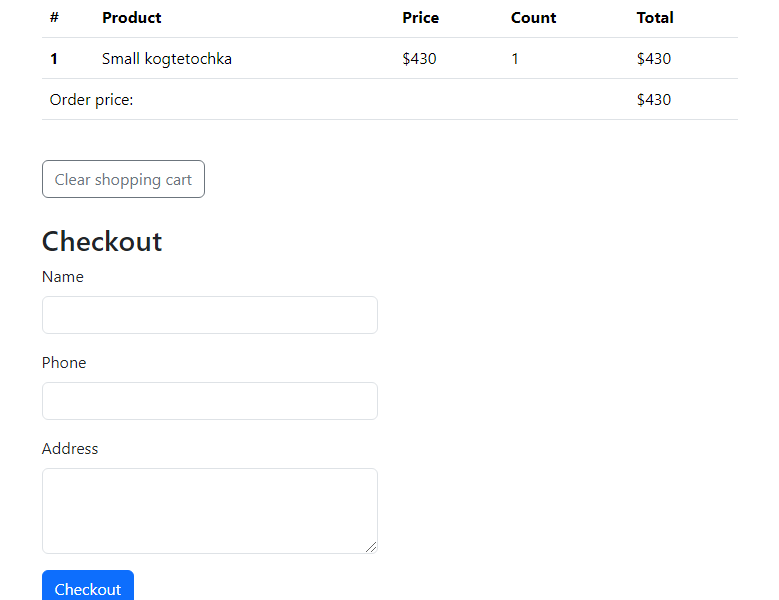 # Product Price Count Total
1 Small kogtetochka $430 1 $430
Order price: $430
Clear shopping cart
Checkout
Name
Phone
Address
Checkout